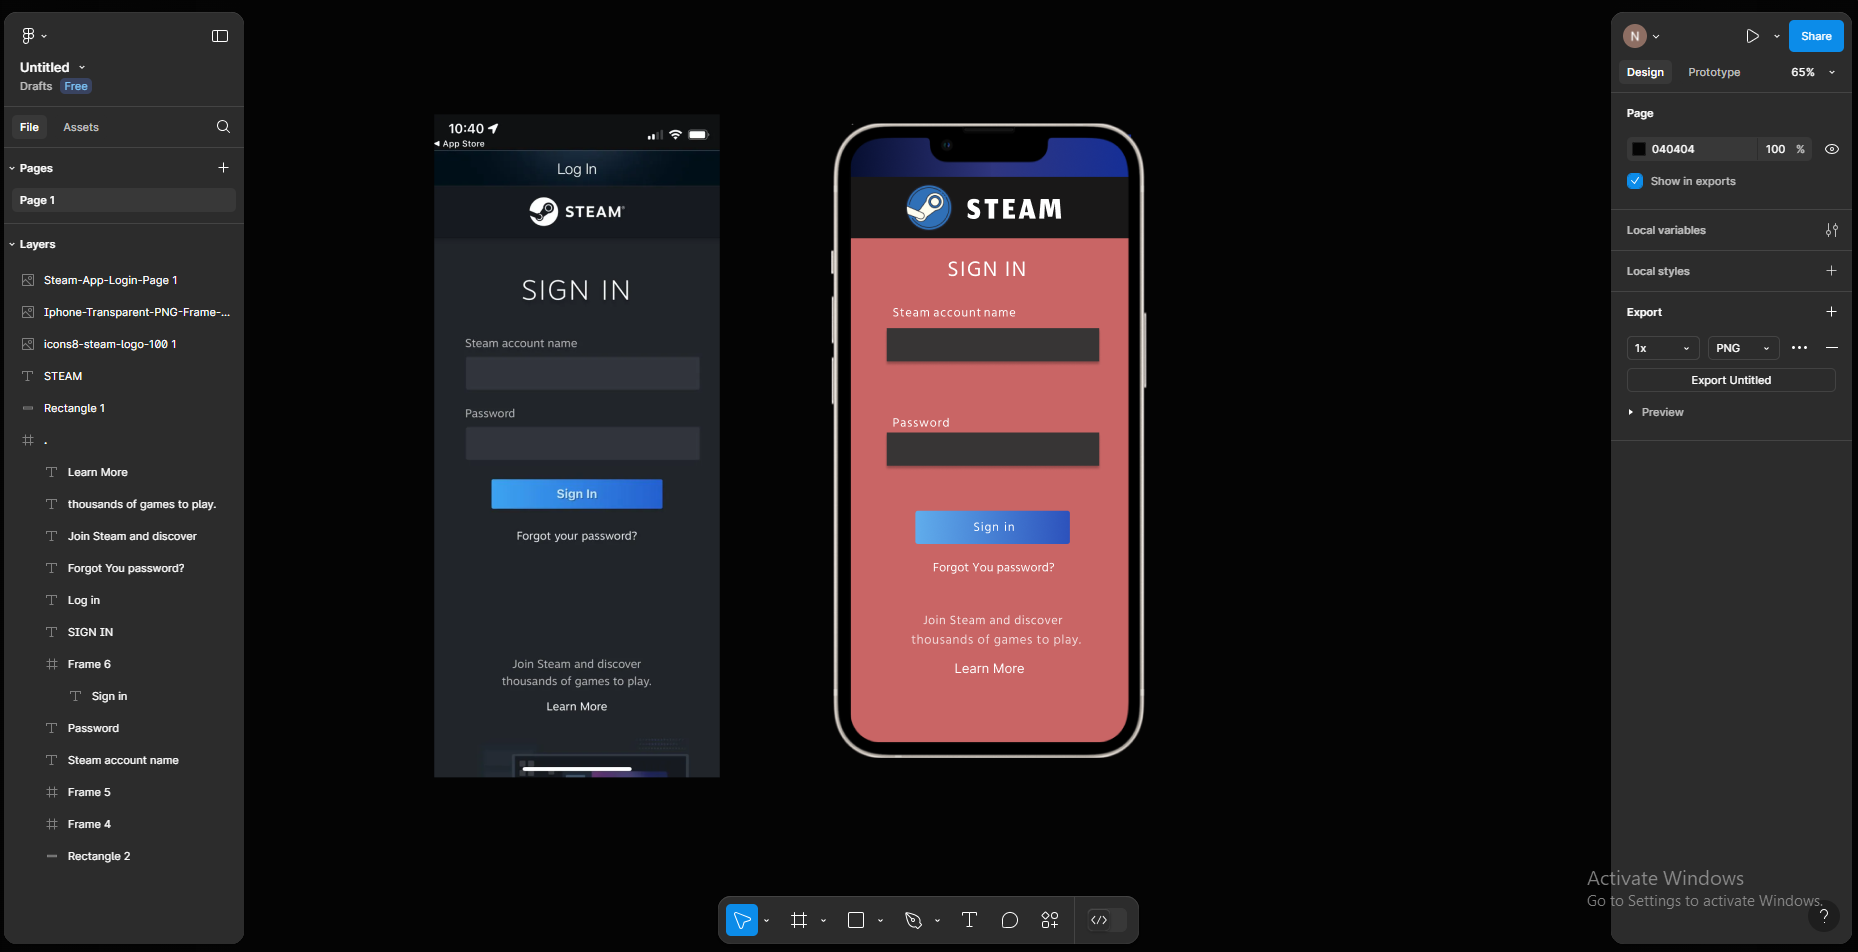 Untitled
Drafts Free
File Assets
Pages
Page 1
Layers
Steam-App-Login-Page 1
Iphone-Transparent-PNG-Frame-...
icons8-steam-logo-100 1
STEAM
Rectangle 1
.
Learn More
thousands of games to play.
Join Steam and discover
Forgot You password?
Log in
SIGN IN
Frame 6
Sign in
Password
Steam account name
Frame 5
Frame 4
Rectangle 2
10:40
App Store
Log In
STEAM®
SIGN IN
Steam account name
Password
Sign In
Forgot your password?
Join Steam and discover
thousands of games to play.
Learn More
STEAM
SIGN IN
Steam account name
Password
Sign in
Forgot You password?
Join Steam and discover
thousands of games to play.
Learn More
N
Share
Design Prototype 65%
Page
040404 100 %
Show in exports
Local variables
Local styles
Export
1x PNG
Export Untitled
Preview
Activate Windows
Go to Settings to activate Windows.
?